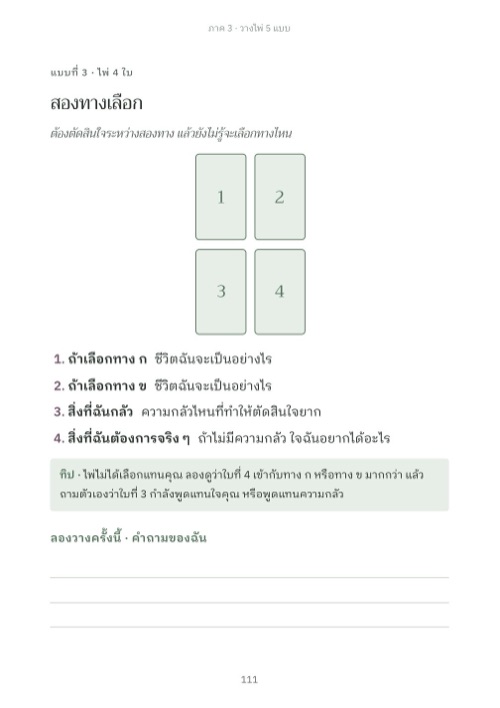 ภาค 3 · วางไพ่ 5 แบบ
แบบที่ 3 · ไพ่ 4 ใบ
สองทางเลือก
ต้องตัดสินใจระหว่างสองทาง แล้วยังไม่รู้จะเลือกทางไหน
1 2
3 4
1. ถ้าเลือกทาง ก ชีวิตฉันจะเป็นอย่างไร
2. ถ้าเลือกทาง ข ชีวิตฉันจะเป็นอย่างไร
3. สิ่งที่ฉันกลัว ความกลัวไหนที่ทำให้ตัดสินใจยาก
4. สิ่งที่ฉันต้องการจริง ๆ ถ้าไม่มีความกลัว ใจฉันอยากได้อะไร
ทิป · ไพ่ไม่ได้เลือกแทนคุณ ลองดูว่าใบที่ 4 เข้ากับทาง ก หรือทาง ข มากกว่า แล้ว
ถามตัวเองว่าใบที่ 3 กำลังพูดแทนใจคุณ หรือพูดแทนความกลัว
ลองวางครั้งนี้ · คำถามของฉัน
111